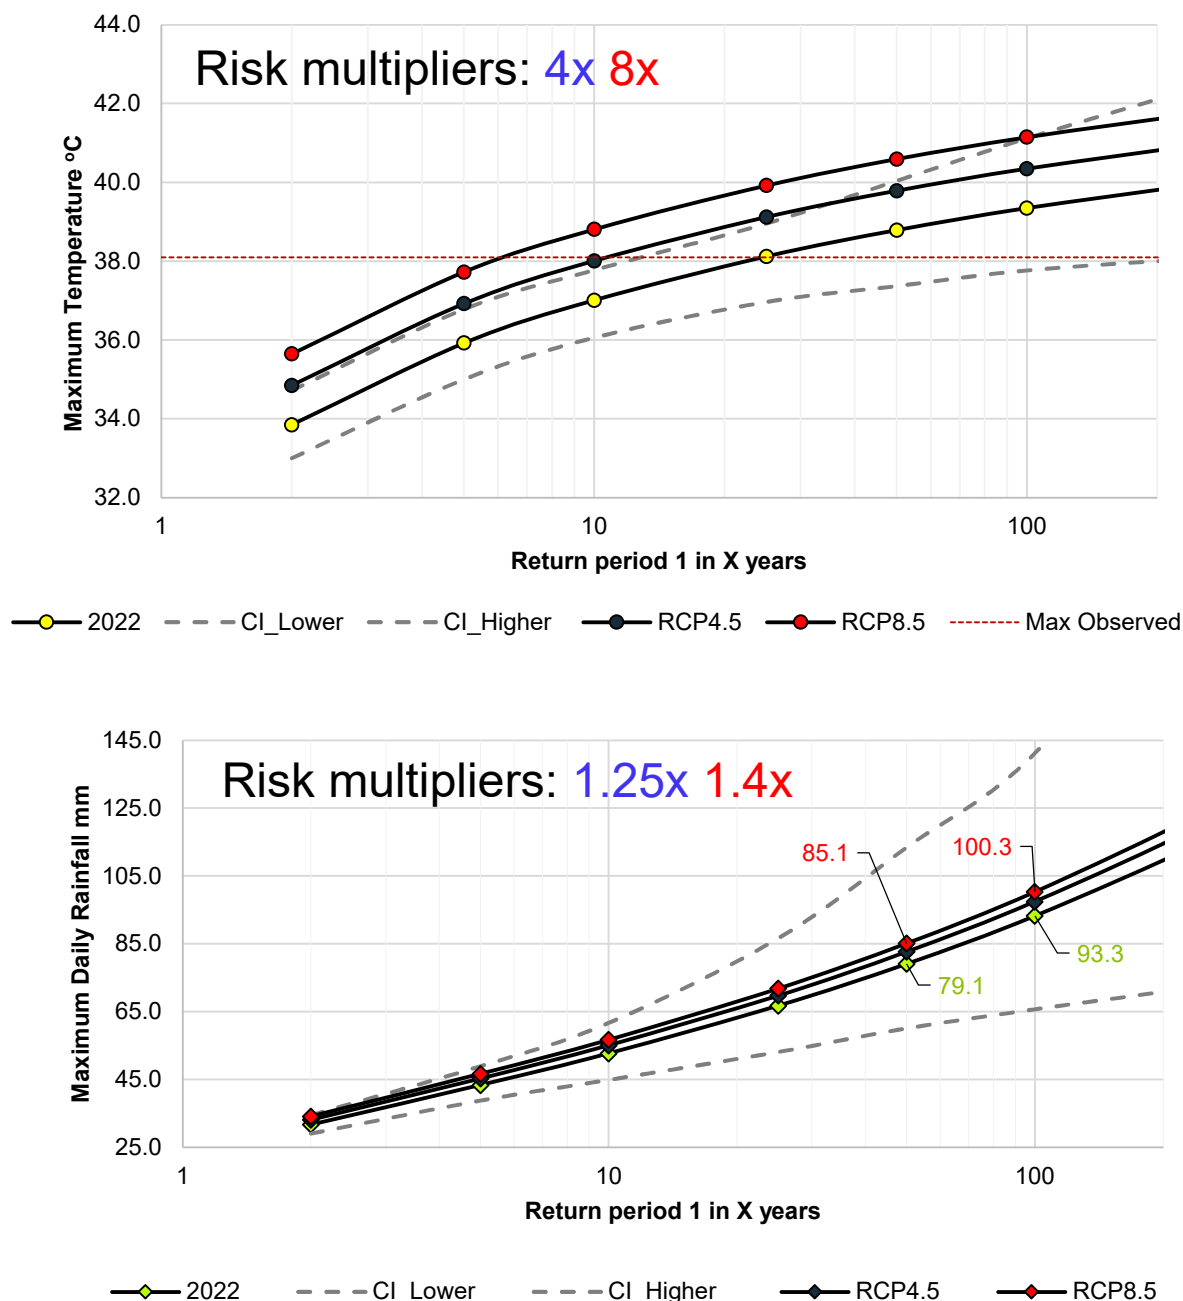 44.0
Risk multipliers: 4x 8x
42.0
40.0
38.0
36.0
34.0
32.0
Maximum Temperature ºC
1 10 100
Return period 1 in X years
2022 CI_Lower CI_Higher RCP4.5 RCP8.5 Max Observed
145.0
Risk multipliers: 1.25x 1.4x
125.0
105.0
85.0
65.0
45.0
25.0
Maximum Daily Rainfall mm
85.1
100.3
93.3
79.1
1 10 100
Return period 1 in X years
2022 CI_Lower CI_Higher RCP4.5 RCP8.5